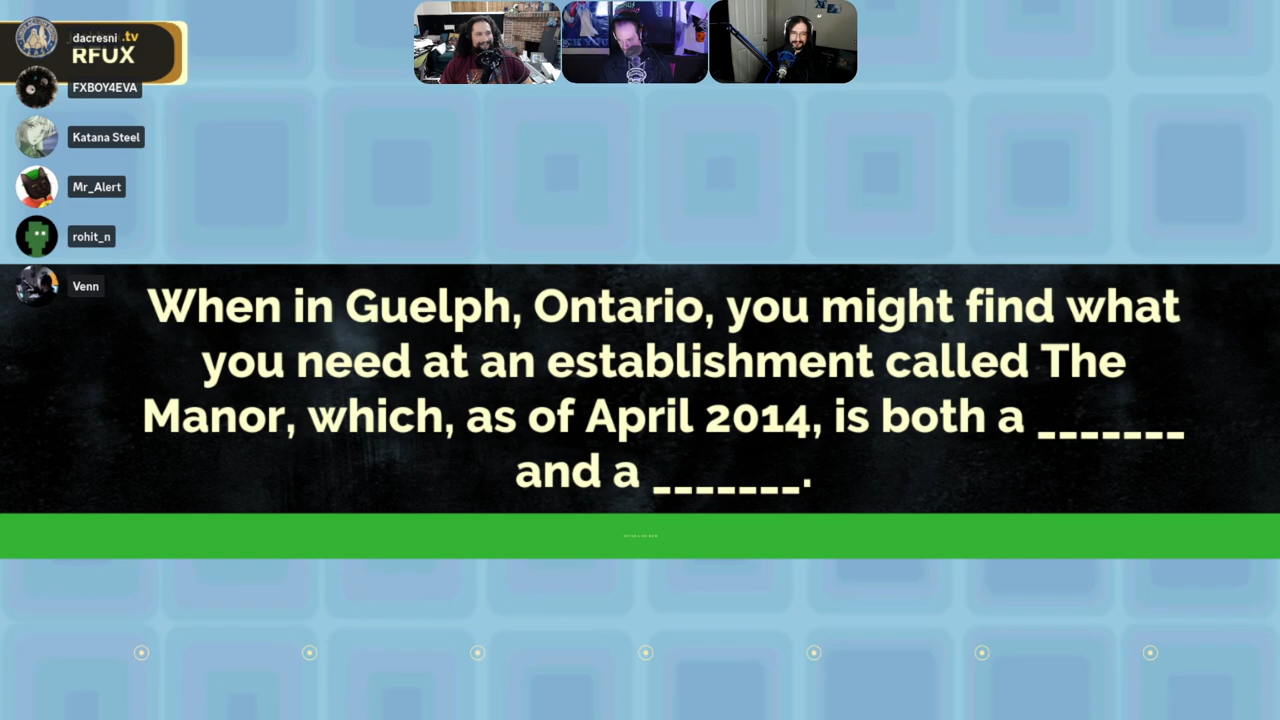 dacresni .tv
RFUX
FXBOY4EVA
Katana Steel
Mr_Alert
rohit_n
Venn
When in Guelph, Ontario, you might find what
you need at an establishment called The
Manor, which, as of April 2014, is both a _______
and a _______.